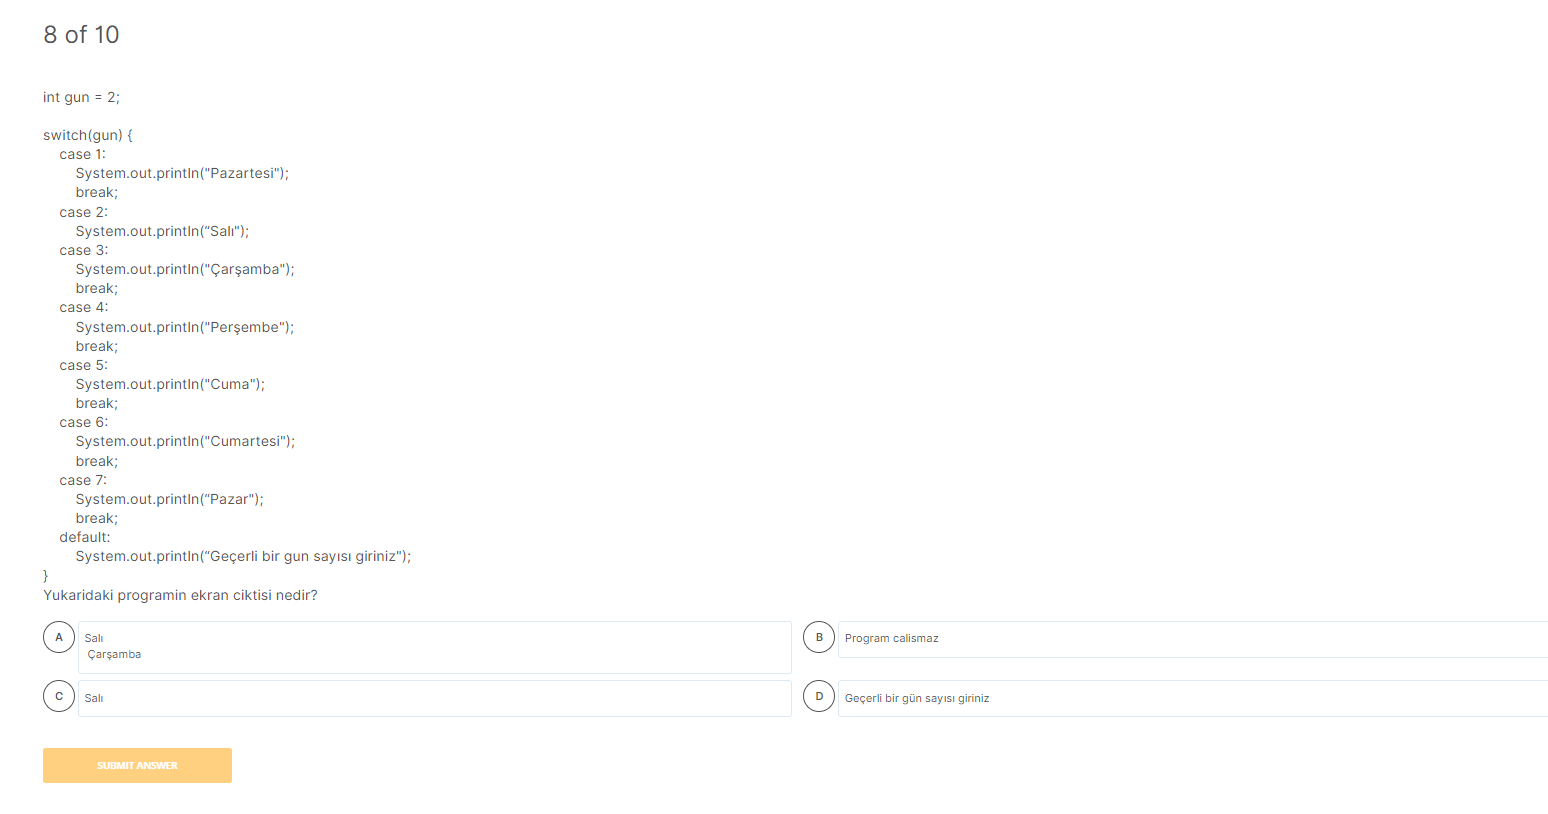 8 of 10
int gun = 2;
switch(gun) {
case 1:
System.out.println("Pazartesi");
break;
case 2:
System.out.println(“Salı");
case 3:
System.out.println("Çarşamba");
break;
case 4:
System.out.println("Perşembe");
break;
case 5:
System.out.println("Cuma");
break;
case 6:
System.out.println("Cumartesi");
break;
case 7:
System.out.println(“Pazar");
break;
default:
System.out.println(“Geçerli bir gun sayısı giriniz");
}
Yukaridaki programin ekran ciktisi nedir?
A Salı
Çarşamba
B Program calismaz
C Salı
D Geçerli bir gün sayısı giriniz
SUBMIT ANSWER